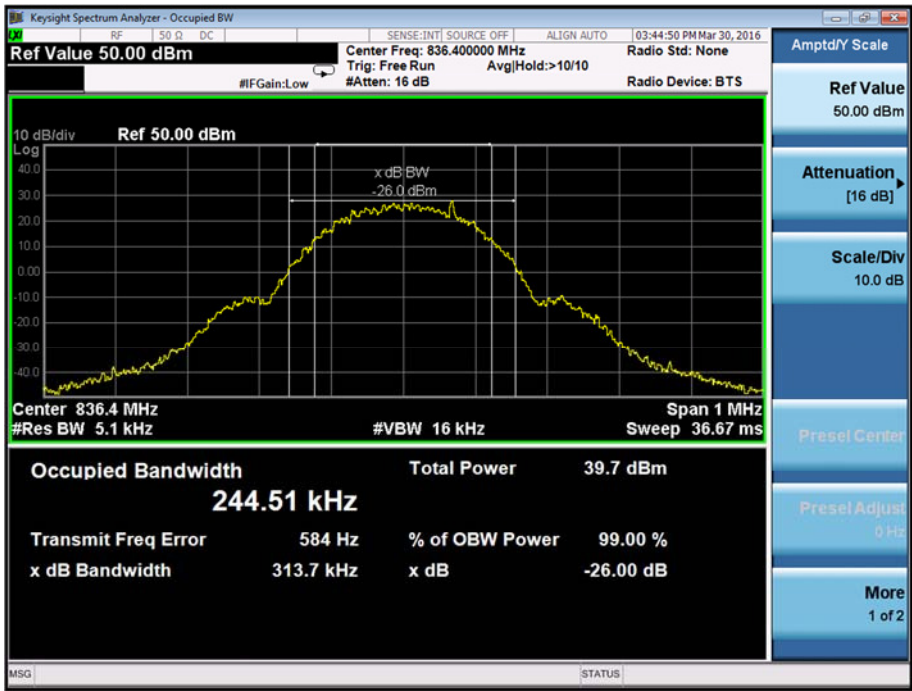 Keysight Spectrum Analyzer - Occupied BW
LXI RF 50 Ω DC SENSE:INT SOURCE OFF ALIGN AUTO 03:44:50 PM Mar 30, 2016
Ref Value 50.00 dBm
Center Freq: 836.400000 MHz Radio Std: None
Trig: Free Run Avg|Hold:>10/10
#IFGain:Low #Atten: 16 dB Radio Device: BTS
10 dB/div Ref 50.00 dBm
Log
40.0
30.0
20.0
10.0
0.00
-10.0
-20.0
-30.0
-40.0
x dB BW
-26.0 dBm
Center 836.4 MHz Span 1 MHz
#Res BW 5.1 kHz #VBW 16 kHz Sweep 36.67 ms
Occupied Bandwidth Total Power 39.7 dBm
244.51 kHz
Transmit Freq Error 584 Hz % of OBW Power 99.00 %
x dB Bandwidth 313.7 kHz x dB -26.00 dB
MSG STATUS
Amptd/Y Scale
Ref Value
50.00 dBm
Attenuation
[16 dB]
Scale/Div
10.0 dB
Presel Center
Presel Adjust
0 Hz
More
1 of 2